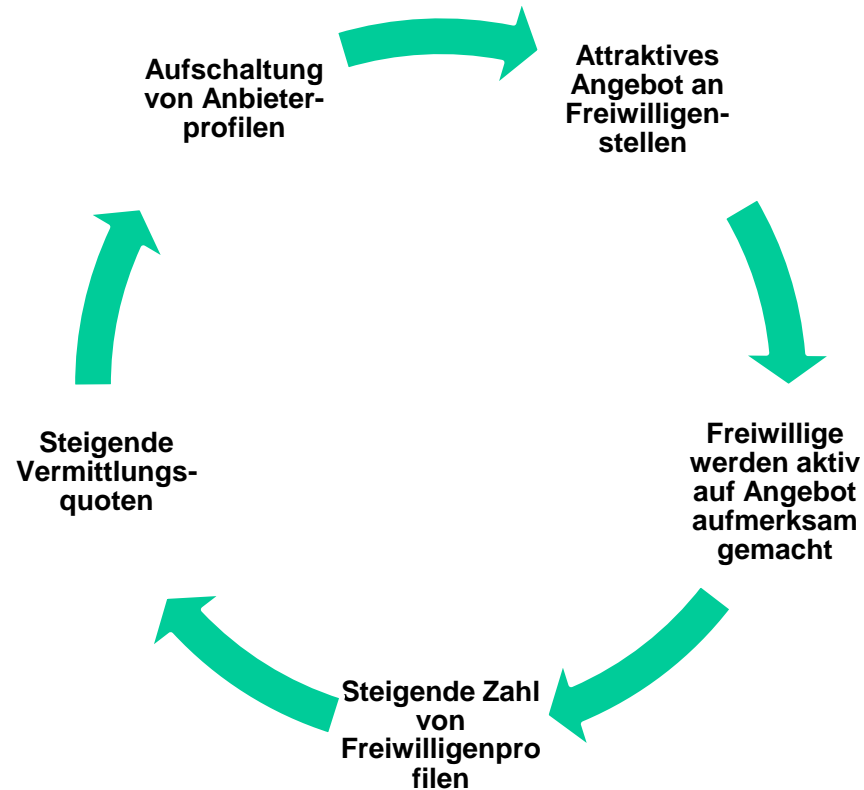 Aufschaltung
von Anbieter-
profilen
Attraktives
Angebot an
Freiwilligen-
stellen
Freiwillige
werden aktiv
auf Angebot
aufmerksam
gemacht
Steigende Zahl
von
Freiwilligenpro
filen
Steigende
Vermittlungs-
quoten